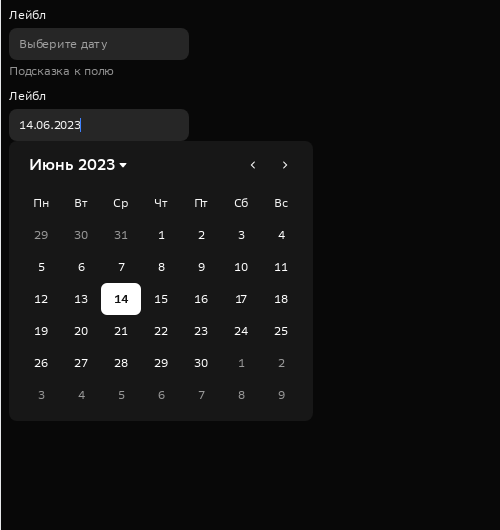 Лейбл
Выберите дату
Подсказка к полю
Лейбл
14.06.2023
Июнь 2023
Пн Вт Ср Чт Пт Сб Вс
29 30 31 1 2 3 4
5 6 7 8 9 10 11
12 13 14 15 16 17 18
19 20 21 22 23 24 25
26 27 28 29 30 1 2
3 4 5 6 7 8 9